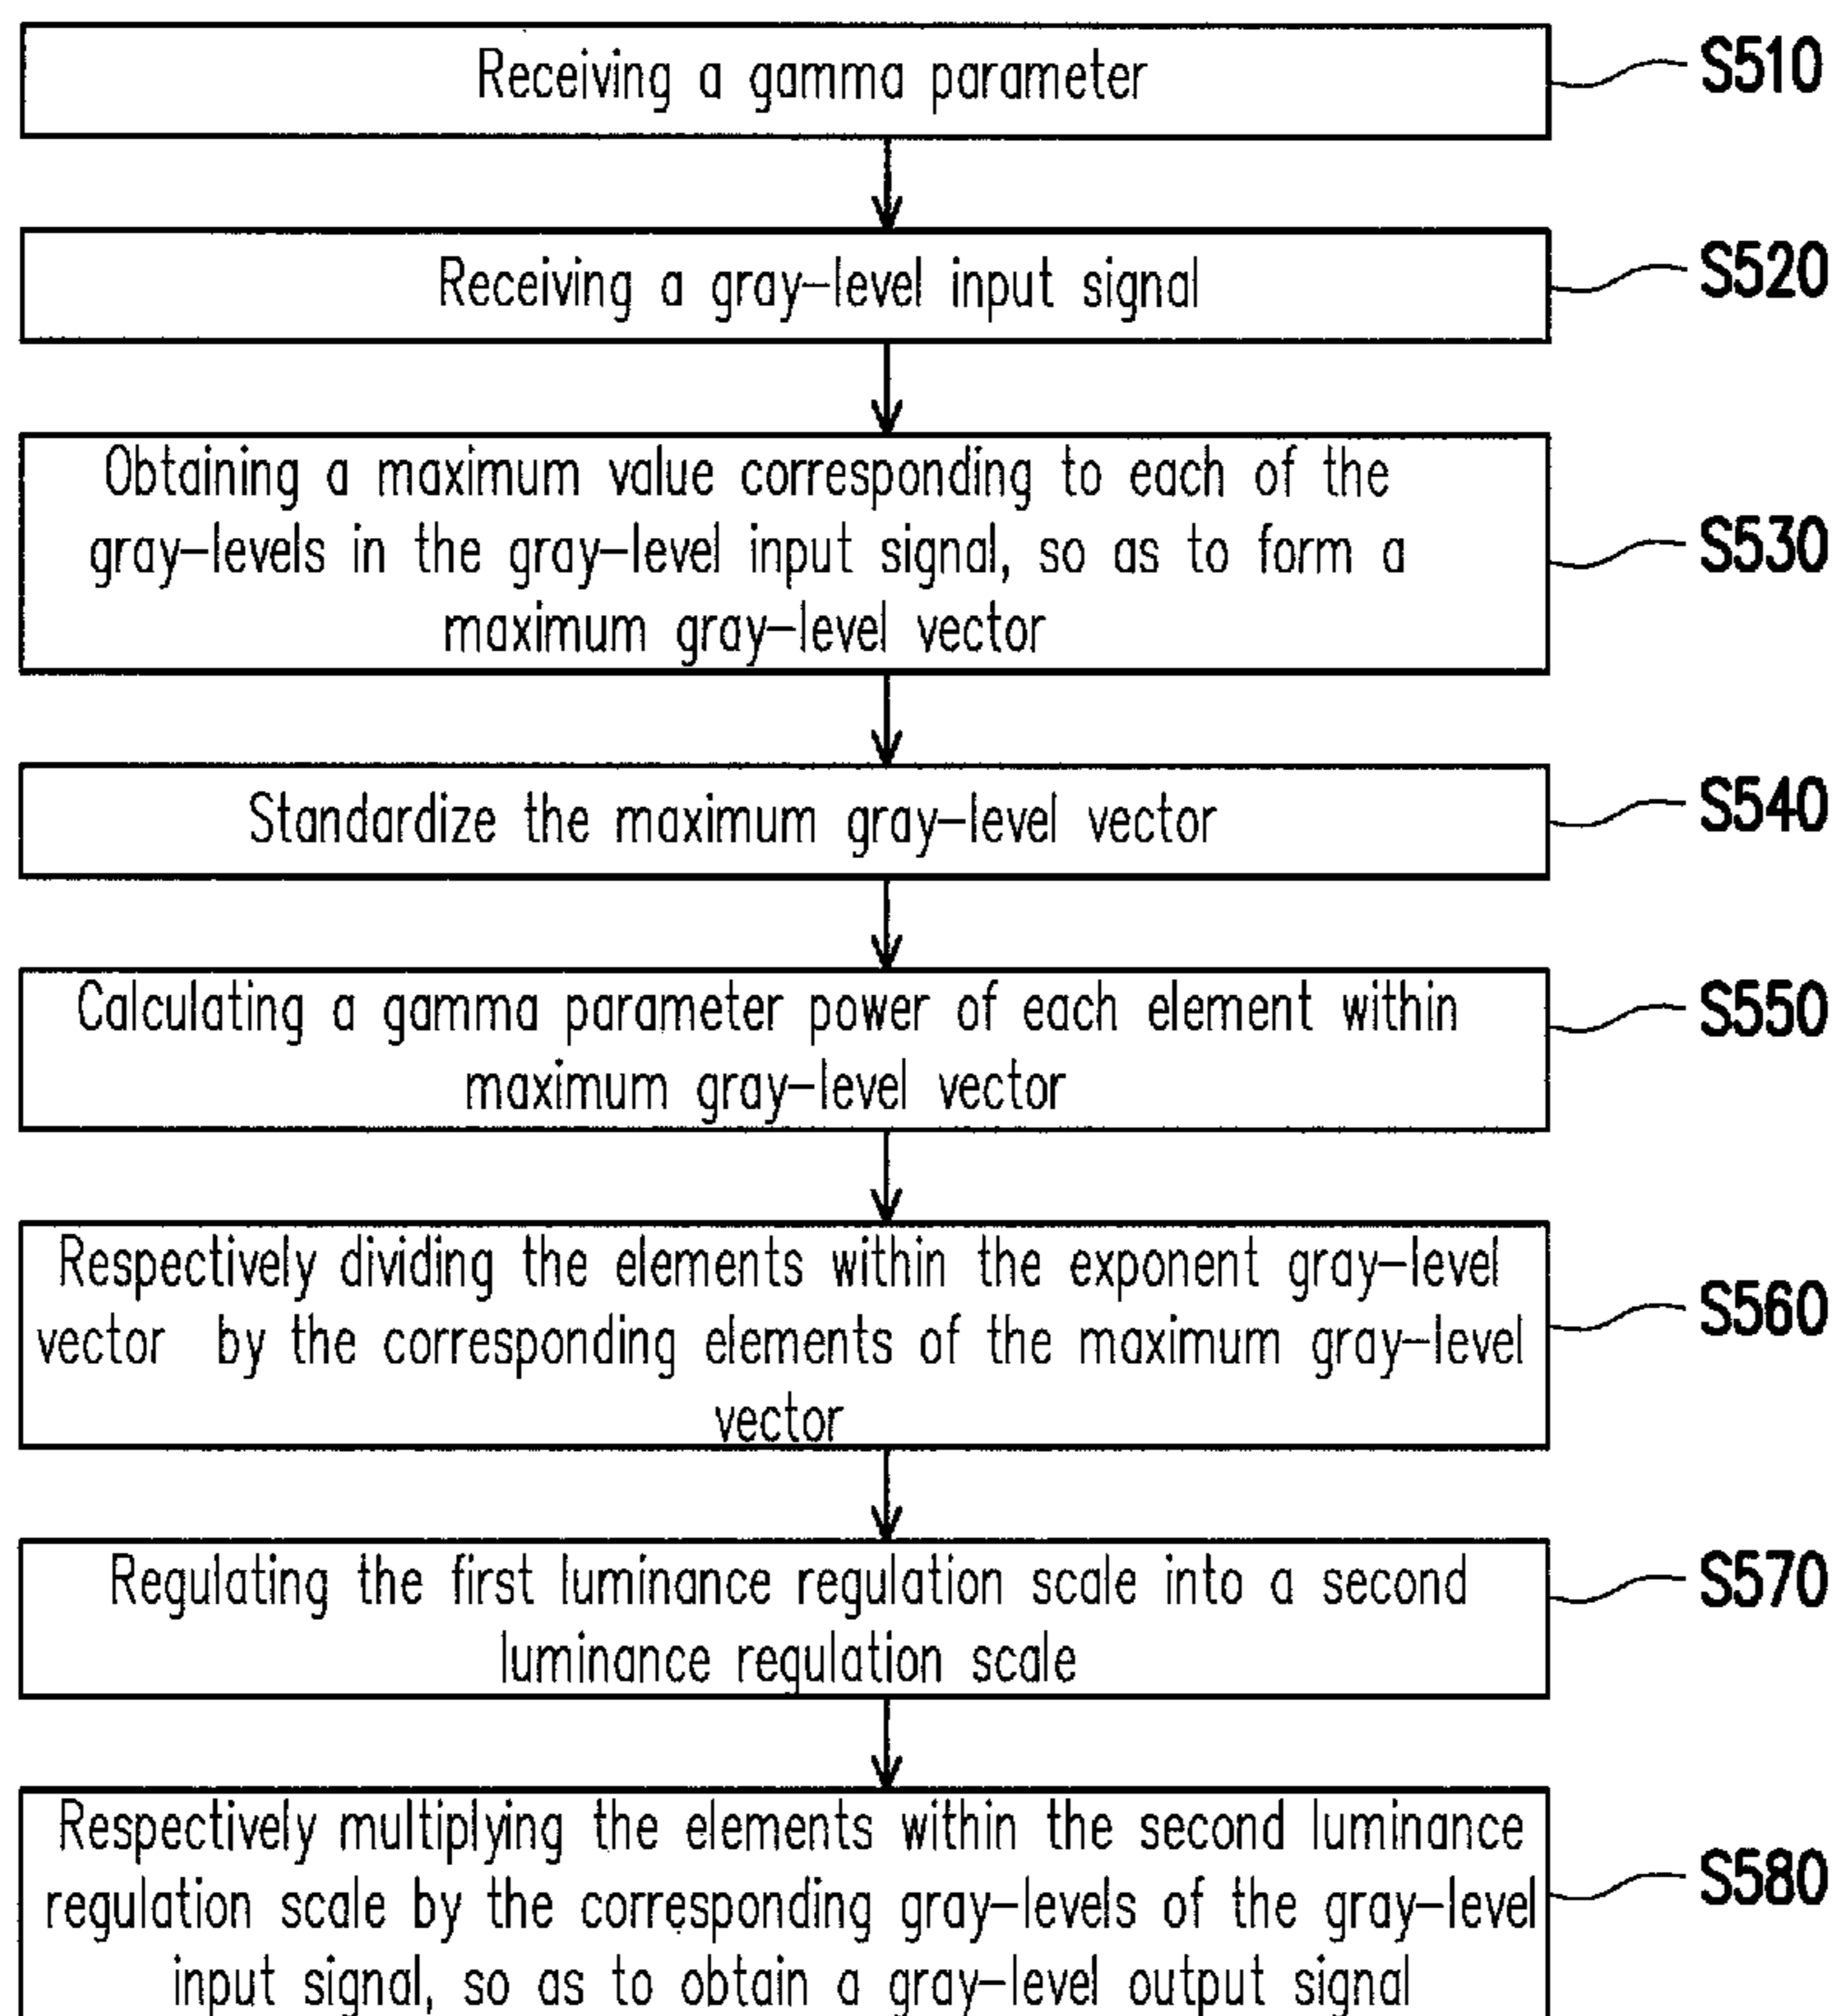 Receiving a gamma parameter
S510
Receiving a gray-level input signal
S520
Obtaining a maximum value corresponding to each of the
gray-levels in the gray-level input signal, so as to form a
maximum gray-level vector
S530
Standardize the maximum gray-level vector
S540
Calculating a gamma parameter power of each element within
maximum gray-level vector
S550
Respectively dividing the elements within the exponent gray-level
vector by the corresponding elements of the maximum gray-level
vector
S560
Regulating the first luminance regulation scale into a second
luminance regulation scale
S570
Respectively multiplying the elements within the second luminance
regulation scale by the corresponding gray-levels of the gray-level
input signal, so as to obtain a gray-level output signal
S580